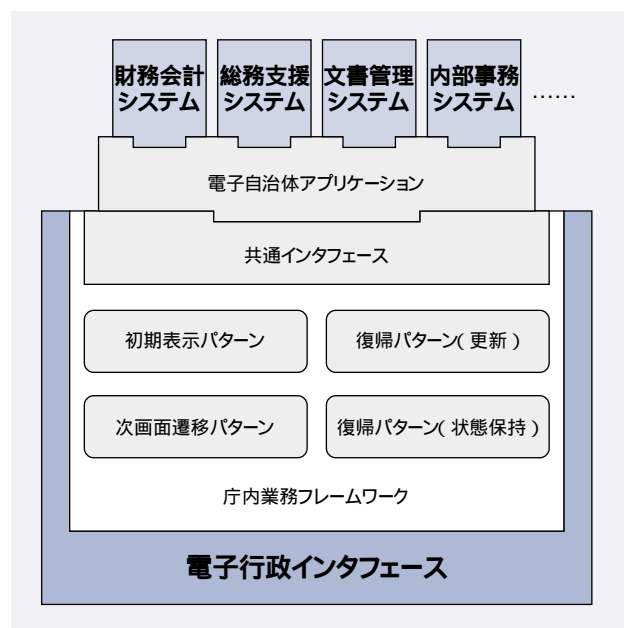 財務会計
システム
総務支援
システム
文書管理
システム
内部事務
システム
……
電子自治体アプリケーション
共通インタフェース
初期表示パターン
復帰パターン(更新)
次画面遷移パターン
復帰パターン(状態保持)
庁内業務フレームワーク
電子行政インタフェース